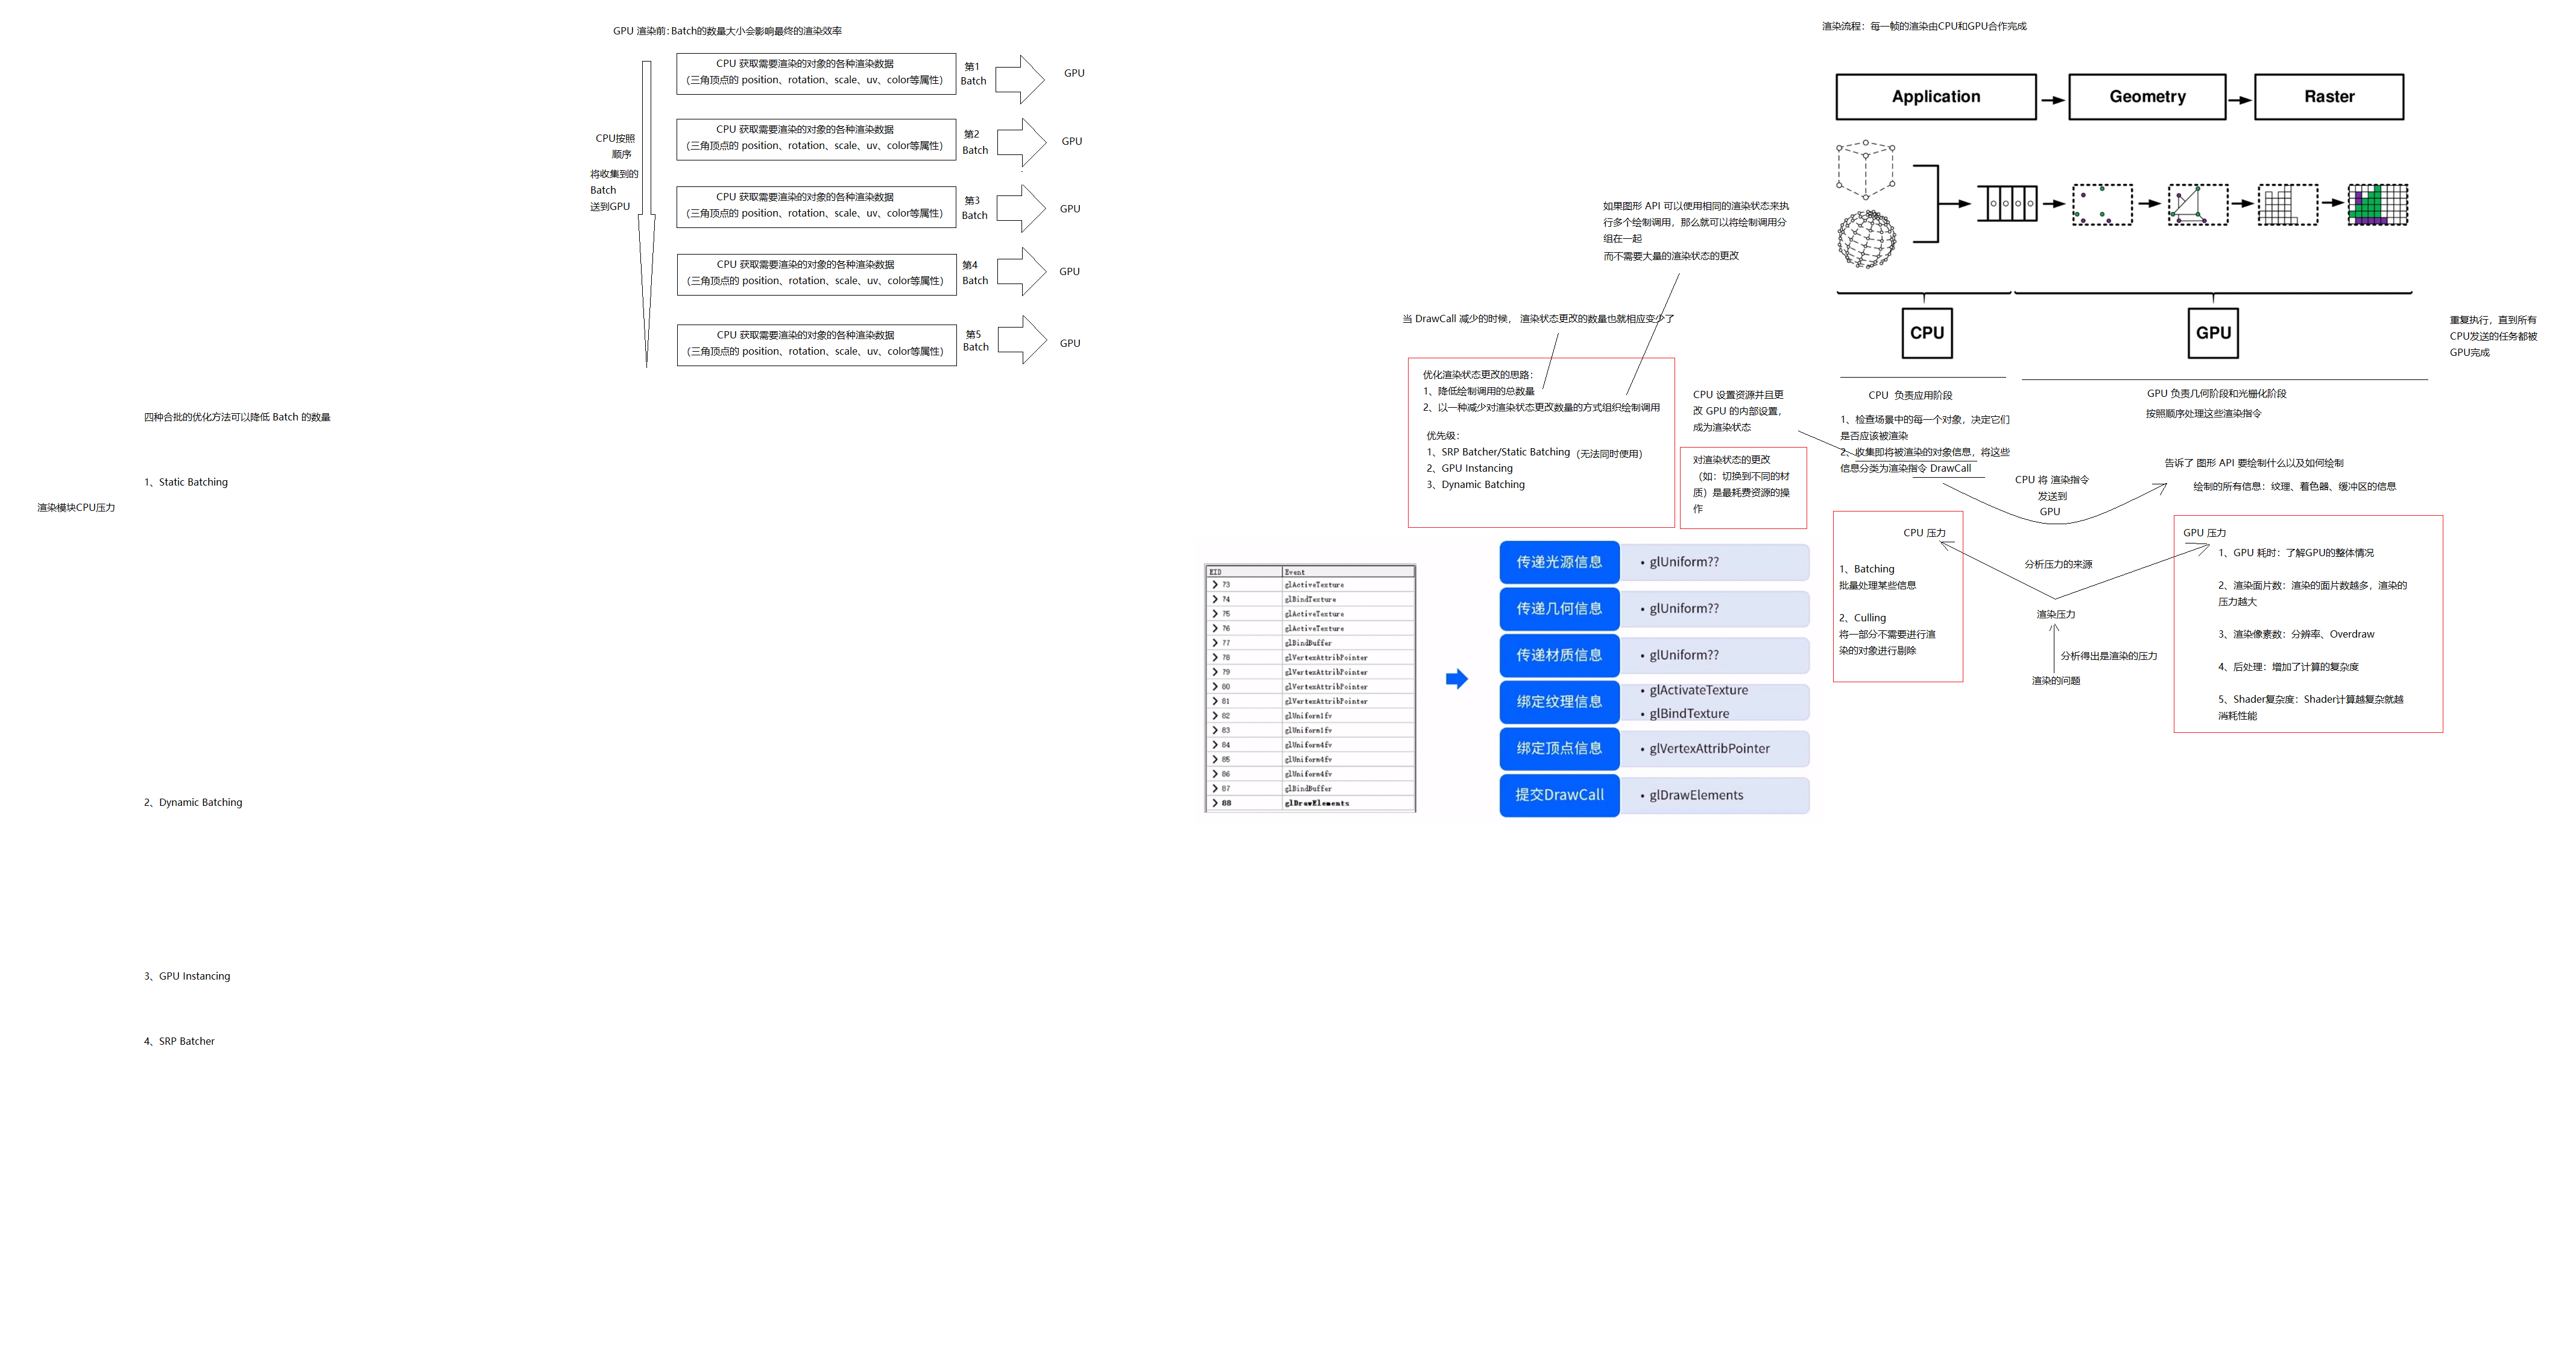 GPU 渲染前：Batch的数量大小会影响最终的渲染效率
CPU按照
顺序
将收集到的
Batch
送到GPU
CPU 获取需要渲染的对象的各种渲染数据
（三角顶点的 position、rotation、scale、uv、color等属性）
第1
Batch
GPU
CPU 获取需要渲染的对象的各种渲染数据
（三角顶点的 position、rotation、scale、uv、color等属性）
第2
Batch
GPU
CPU 获取需要渲染的对象的各种渲染数据
（三角顶点的 position、rotation、scale、uv、color等属性）
第3
Batch
GPU
CPU 获取需要渲染的对象的各种渲染数据
（三角顶点的 position、rotation、scale、uv、color等属性）
第4
Batch
GPU
CPU 获取需要渲染的对象的各种渲染数据
（三角顶点的 position、rotation、scale、uv、color等属性）
第5
Batch
GPU
四种合批的优化方法可以降低 Batch 的数量
1、Static Batching
渲染模块CPU压力
2、Dynamic Batching
3、GPU Instancing
4、SRP Batcher
如果图形 API 可以使用相同的渲染状态来执
行多个绘制调用，那么就可以将绘制调用分
组在一起
而不需要大量的渲染状态的更改
当 DrawCall 减少的时候， 渲染状态更改的数量也就相应变少了
优化渲染状态更改的思路：
1、降低绘制调用的总数量
2、以一种减少对渲染状态更改数量的方式组织绘制调用
优先级：
1、SRP Batcher/Static Batching（无法同时使用）
2、GPU Instancing
3、Dynamic Batching
CPU 设置资源并且更
改 GPU 的内部设置，
成为渲染状态
对渲染状态的更改
（如：切换到不同的材
质）是最耗费资源的操
作
EID Event
73 glActiveTexture
74 glBindTexture
75 glActiveTexture
76 glActiveTexture
77 glBindBuffer
78 glVertexAttribPointer
79 glVertexAttribPointer
80 glVertexAttribPointer
81 glVertexAttribPointer
82 glUniform1fv
83 glUniform1fv
84 glUniform4fv
85 glUniform4fv
86 glUniform4fv
87 glBindBuffer
88 glDrawElements
传递光源信息 • glUniform??
传递几何信息 • glUniform??
传递材质信息 • glUniform??
绑定纹理信息 • glActivateTexture
• glBindTexture
绑定顶点信息 • glVertexAttribPointer
提交DrawCall • glDrawElements
渲染流程：每一帧的渲染由CPU和GPU合作完成
Application
Geometry
Raster
CPU
GPU
重复执行，直到所有
CPU发送的任务都被
GPU完成
CPU 负责应用阶段
1、检查场景中的每一个对象，决定它们
是否应该被渲染
2、收集即将被渲染的对象信息，将这些
信息分类为渲染指令 DrawCall
GPU 负责几何阶段和光栅化阶段
按照顺序处理这些渲染指令
CPU 将 渲染指令
发送到
GPU
告诉了 图形 API 要绘制什么以及如何绘制
绘制的所有信息：纹理、着色器、缓冲区的信息
CPU 压力
1、Batching
批量处理某些信息
2、Culling
将一部分不需要进行渲
染的对象进行剔除
分析压力的来源
渲染压力
分析得出是渲染的压力
渲染的问题
GPU 压力
1、GPU 耗时：了解GPU的整体情况
2、渲染面片数：渲染的面片数越多，渲染的
压力越大
3、渲染像素数：分辨率、Overdraw
4、后处理：增加了计算的复杂度
5、Shader复杂度：Shader计算越复杂就越
消耗性能